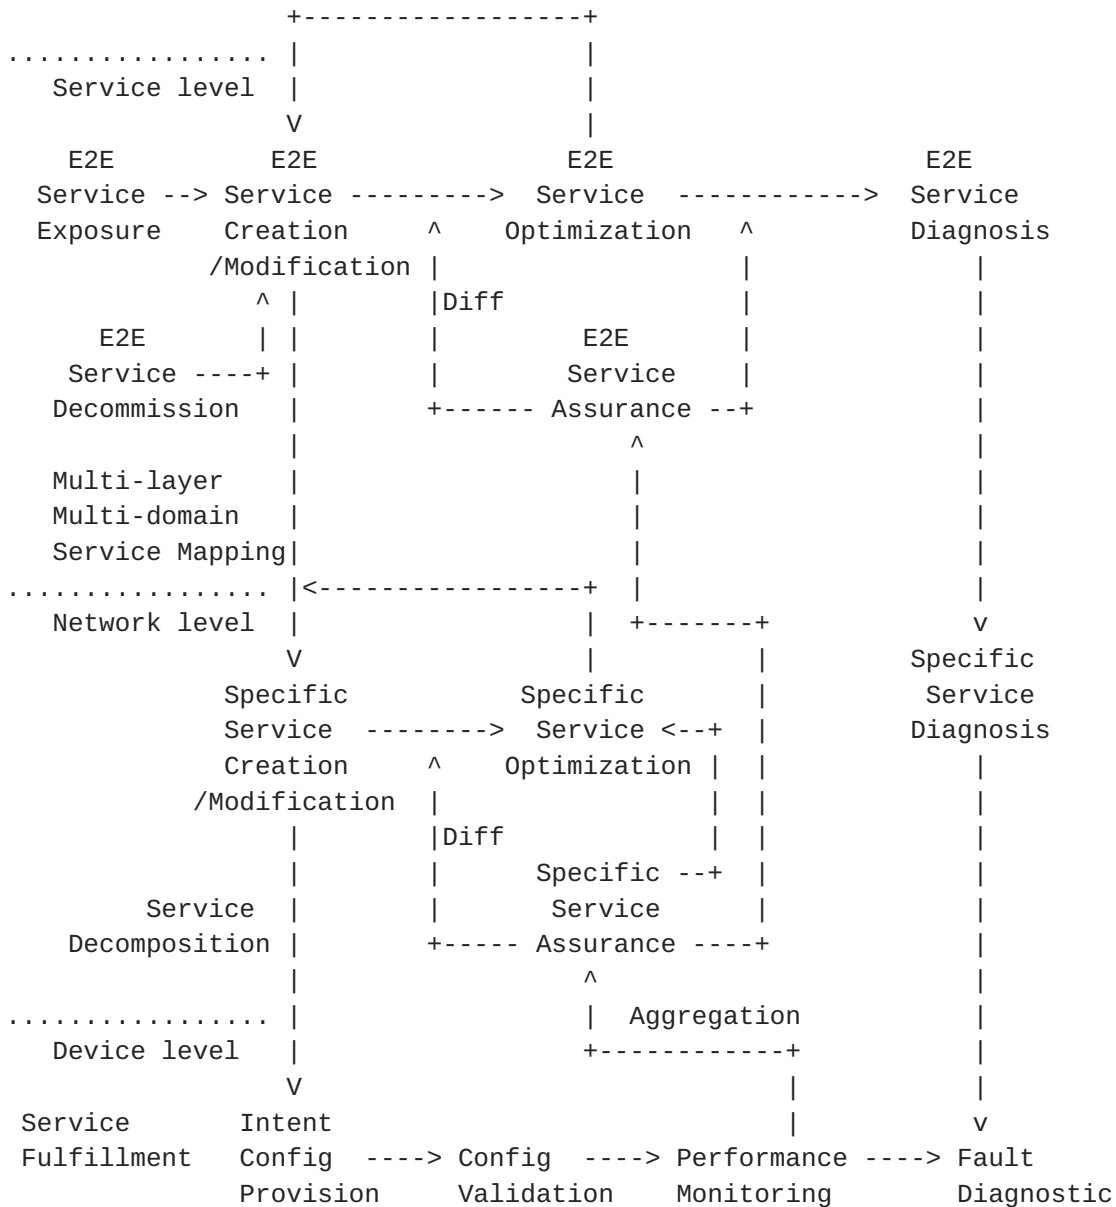 +------------------+
................. |                  |
   Service level  |                  |
                  V                  |
    E2E          E2E                E2E                    E2E
  Service --> Service ---------->  Service  ------------>  Service
  Exposure    Creation     ^    Optimization   ^          Diagnosis
             /Modification |                   |              |
                ^ |        |Diff               |              |
      E2E       | |        |         E2E       |              |
    Service ----+ |        |        Service    |              |
   Decommission   |        +------ Assurance --+              |
                  |                     ^                     |
   Multi-layer    |                     |                     |
   Multi-domain   |                     |                     |
   Service Mapping|                     |                     |
................. |<-----------------+  |                     |
   Network level  |                  |  +-------+             v
                  V                  |          |         Specific
              Specific           Specific       |          Service
              Service  -------->  Service <--+  |         Diagnosis
              Creation     ^    Optimization |  |             |
            /Modification  |                 |  |             |
                  |        |Diff             |  |             |
                  |        |      Specific --+  |             |
         Service  |        |       Service      |             |
    Decomposition |        +----- Assurance ----+             |
                  |                  ^                        |
................. |                  |  Aggregation           |
   Device level   |                  +------------+           |
                  V                               |           |
 Service       Intent                             |           v
 Fulfillment   Config  ----> Config  ----> Performance ----> Fault
               Provision     Validation    Monitoring        Diagnostic